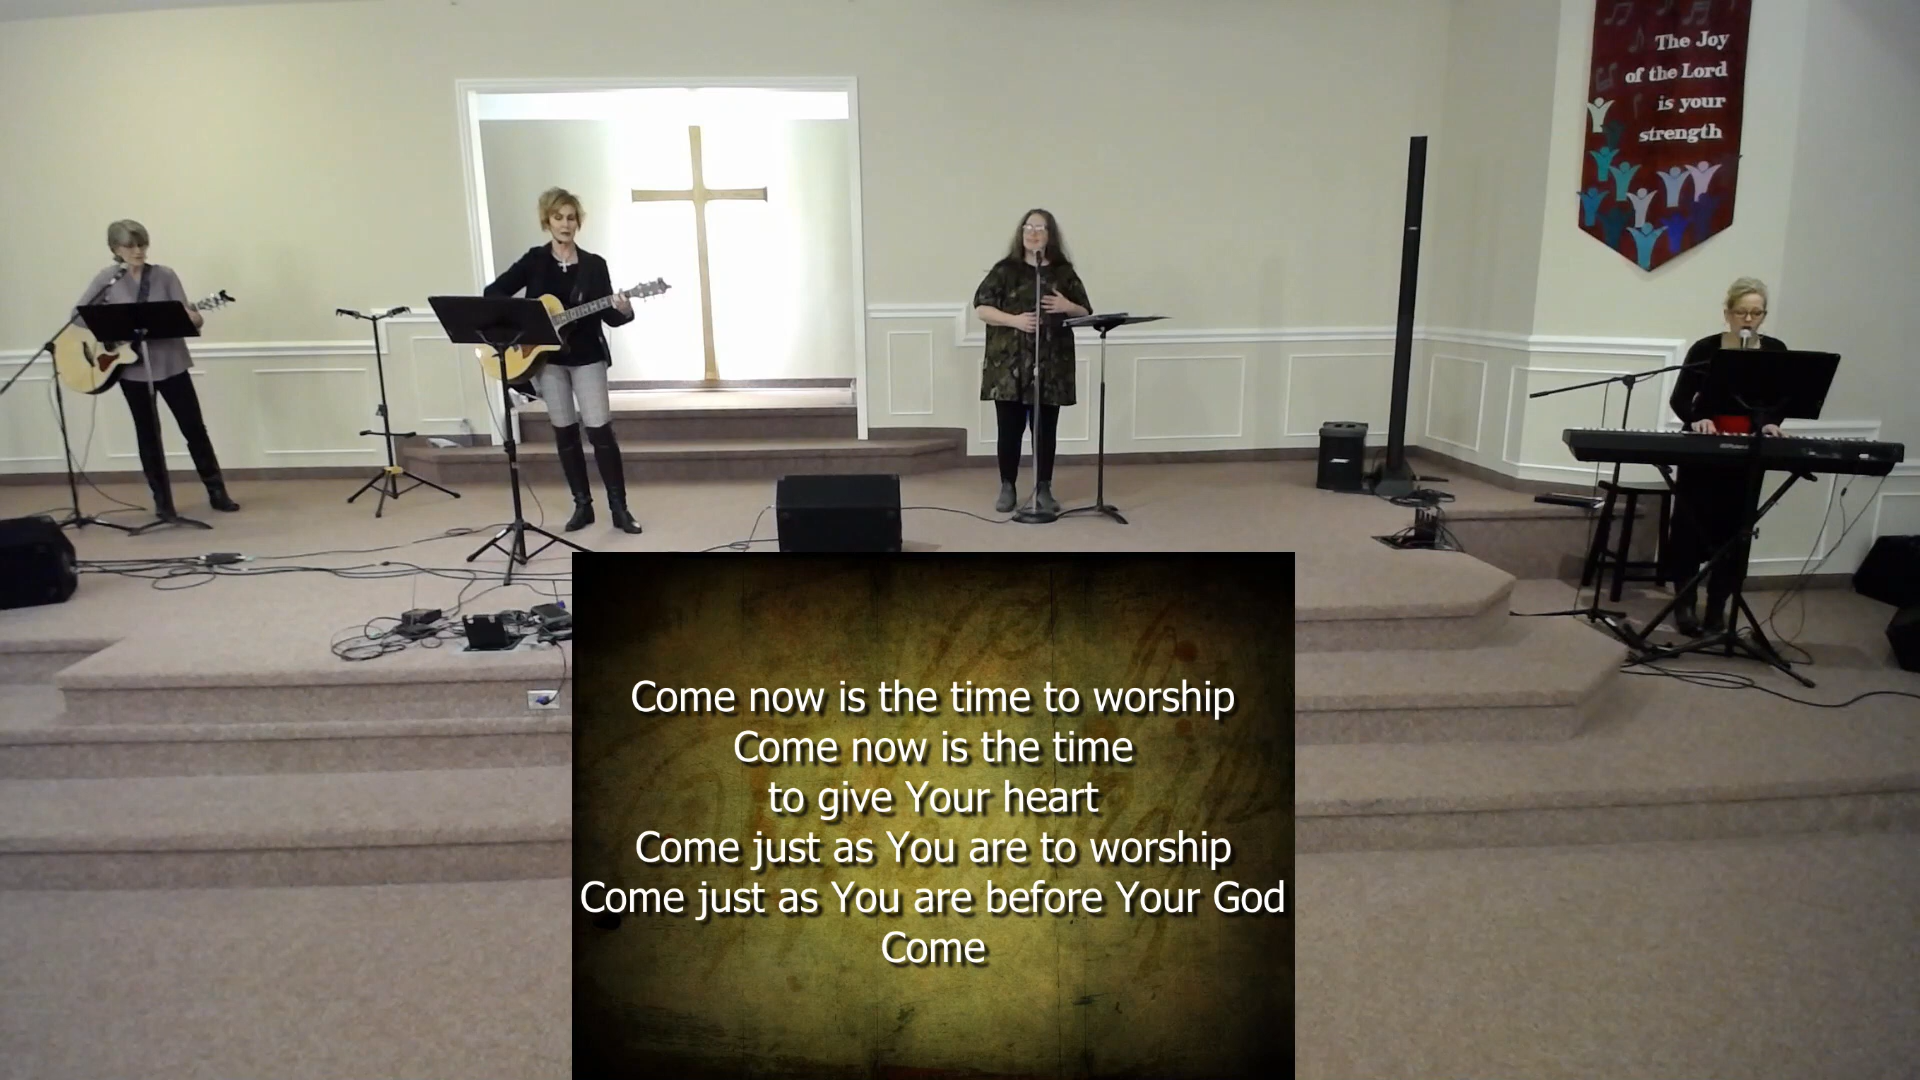 The Joy
of the Lord
is your
strength
Come now is the time to worship
Come now is the time
to give Your heart
Come just as You are to worship
Come just as You are before Your God
Come